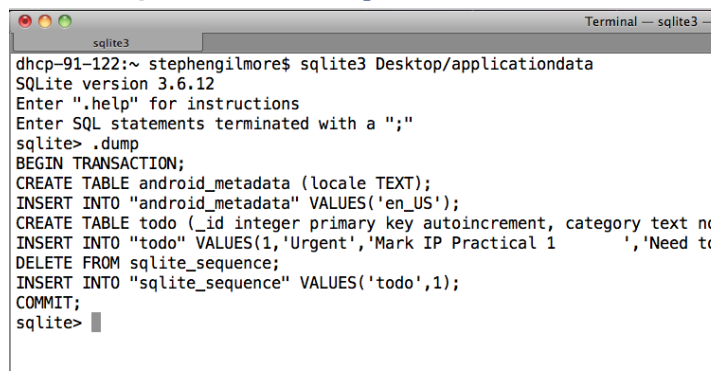 Terminal — sqlite3 —
sqlite3
dhcp-91-122:~ stephengilmore$ sqlite3 Desktop/applicationdata
SQLite version 3.6.12
Enter ".help" for instructions
Enter SQL statements terminated with a ";"
sqlite> .dump
BEGIN TRANSACTION;
CREATE TABLE android_metadata (locale TEXT);
INSERT INTO "android_metadata" VALUES('en_US');
CREATE TABLE todo (_id integer primary key autoincrement, category text
INSERT INTO "todo" VALUES(1,'Urgent','Mark IP Practical 1      ','Need
DELETE FROM sqlite_sequence;
INSERT INTO "sqlite_sequence" VALUES('todo',1);
COMMIT;
sqlite>